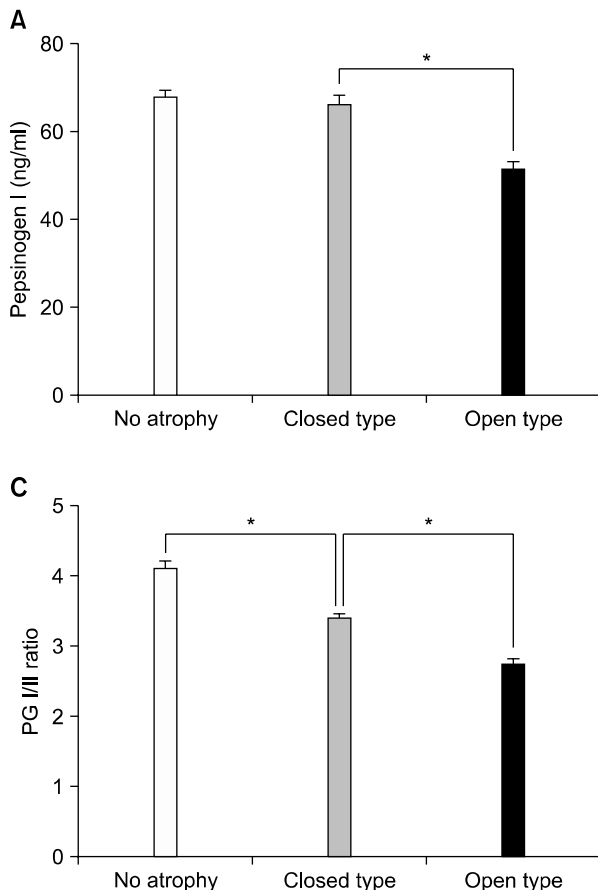 A
Pepsinogen I (ng/ml)
80
60
40
20
0
*
No atrophy Closed type Open type
C
PG I/II ratio
5
4
3
2
1
0
* *
No atrophy Closed type Open type